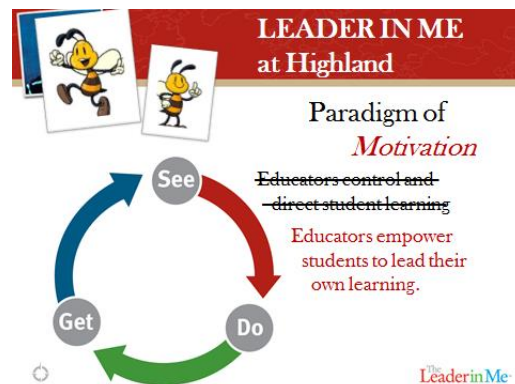 LEADER IN ME
at Highland
Paradigm of
Motivation
Educators control and
direct student learning
Educators empower
students to lead their
own learning.
See
Do
Get
The
Leader in Me